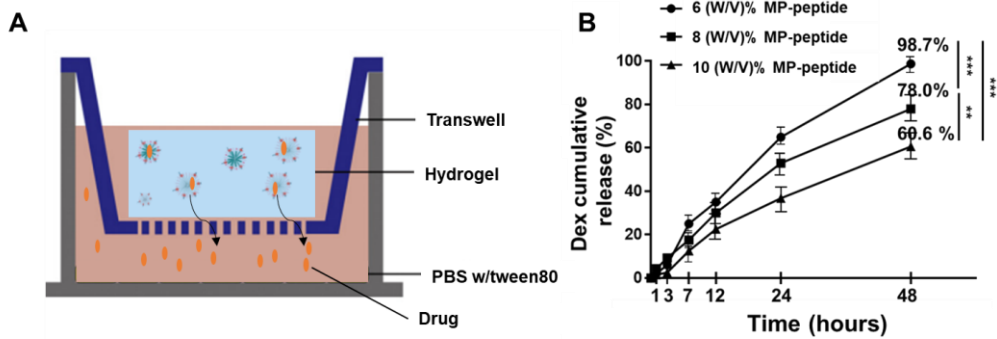 A
Transwell
Hydrogel
PBS w/tween80
Drug
B
6 (W/V)% MP-peptide
8 (W/V)% MP-peptide
10 (W/V)% MP-peptide
98.7%
78.0%
60.6 %
***
**
***
Dex cumulative
release (%)
100
80
60
40
20
0
1 3 7 12 24 48
Time (hours)